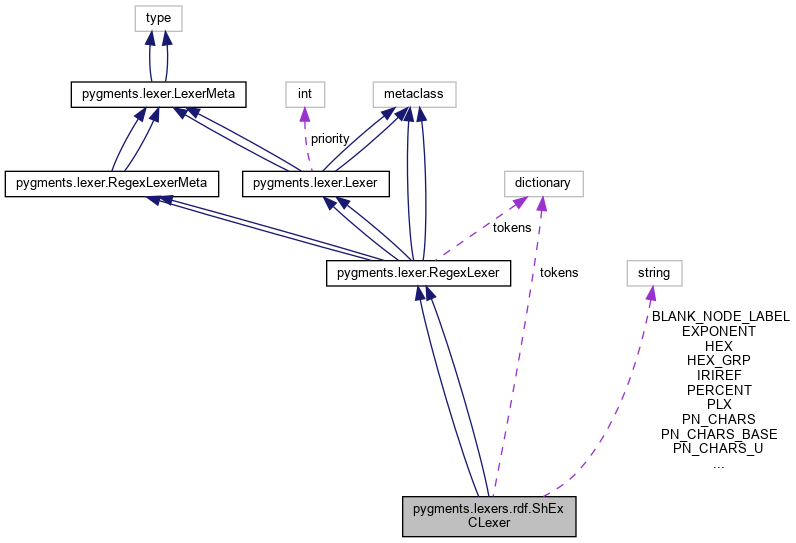 type
pygments.lexer.LexerMeta
int
metaclass
priority
pygments.lexer.RegexLexerMeta
pygments.lexer.Lexer
dictionary
tokens
pygments.lexer.RegexLexer
tokens
string
BLANK_NODE_LABEL
EXPONENT
HEX
HEX_GRP
IRIREF
PERCENT
PLX
PN_CHARS
PN_CHARS_BASE
PN_CHARS_U
...
pygments.lexers.rdf.ShEx
CLexer